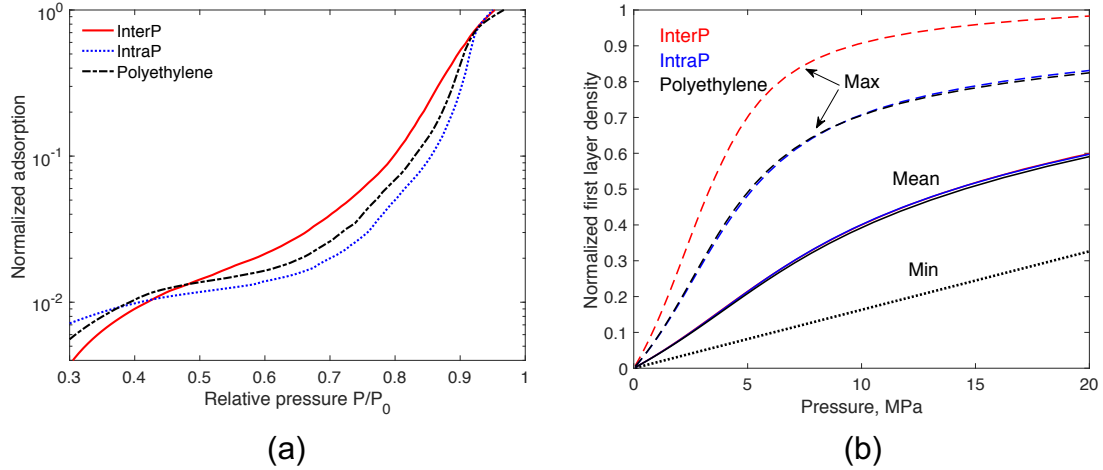 10^0
10^-1
10^-2
Normalized adsorption
InterP
IntraP
Polyethylene
0.3 0.4 0.5 0.6 0.7 0.8 0.9 1
Relative pressure P/P_0
(a)
1
0.9
0.8
0.7
0.6
0.5
0.4
0.3
0.2
0.1
0
Normalized first layer density
InterP
IntraP
Polyethylene
Max
Mean
Min
0 5 10 15 20
Pressure, MPa
(b)